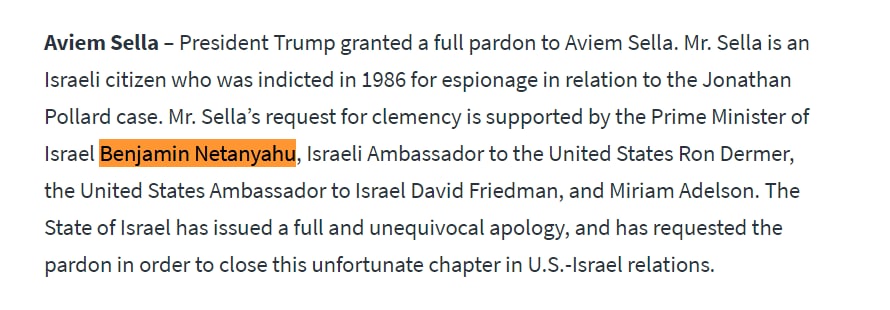 Aviem Sella – President Trump granted a full pardon to Aviem Sella. Mr. Sella is an
Israeli citizen who was indicted in 1986 for espionage in relation to the Jonathan
Pollard case. Mr. Sella’s request for clemency is supported by the Prime Minister of
Israel Benjamin Netanyahu, Israeli Ambassador to the United States Ron Dermer,
the United States Ambassador to Israel David Friedman, and Miriam Adelson. The
State of Israel has issued a full and unequivocal apology, and has requested the
pardon in order to close this unfortunate chapter in U.S.-Israel relations.